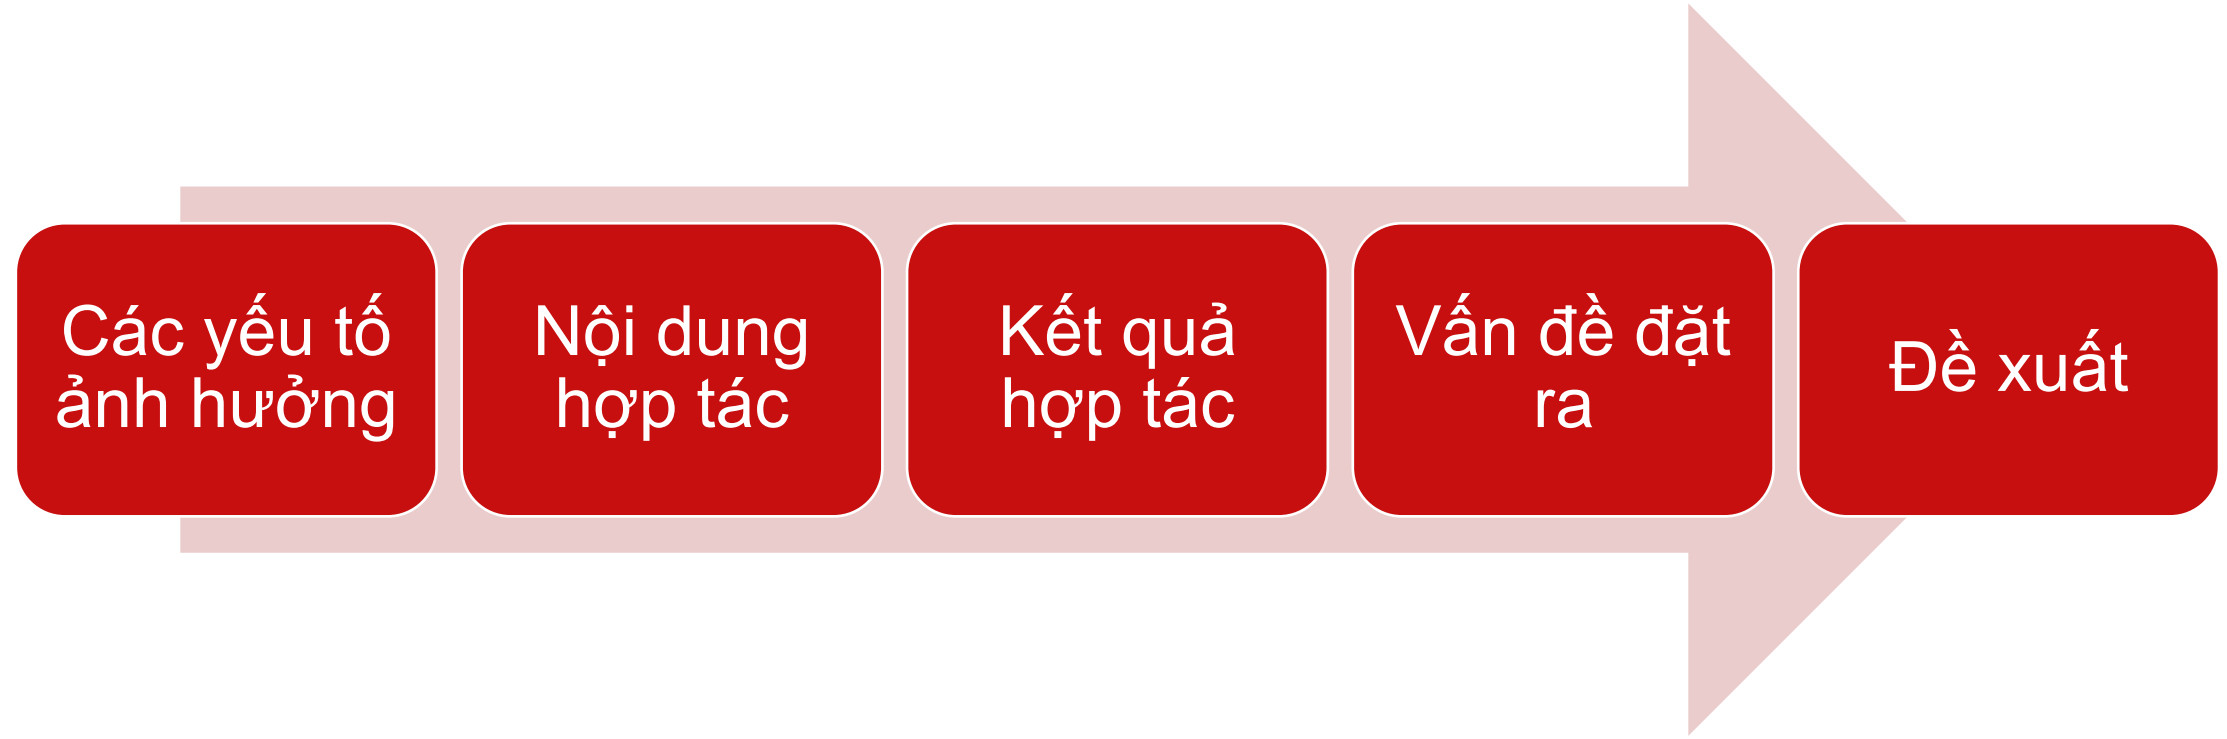 Các yếu tố
ảnh hưởng
Nội dung
hợp tác
Kết quả
hợp tác
Vấn đề đặt
ra
Đề xuất